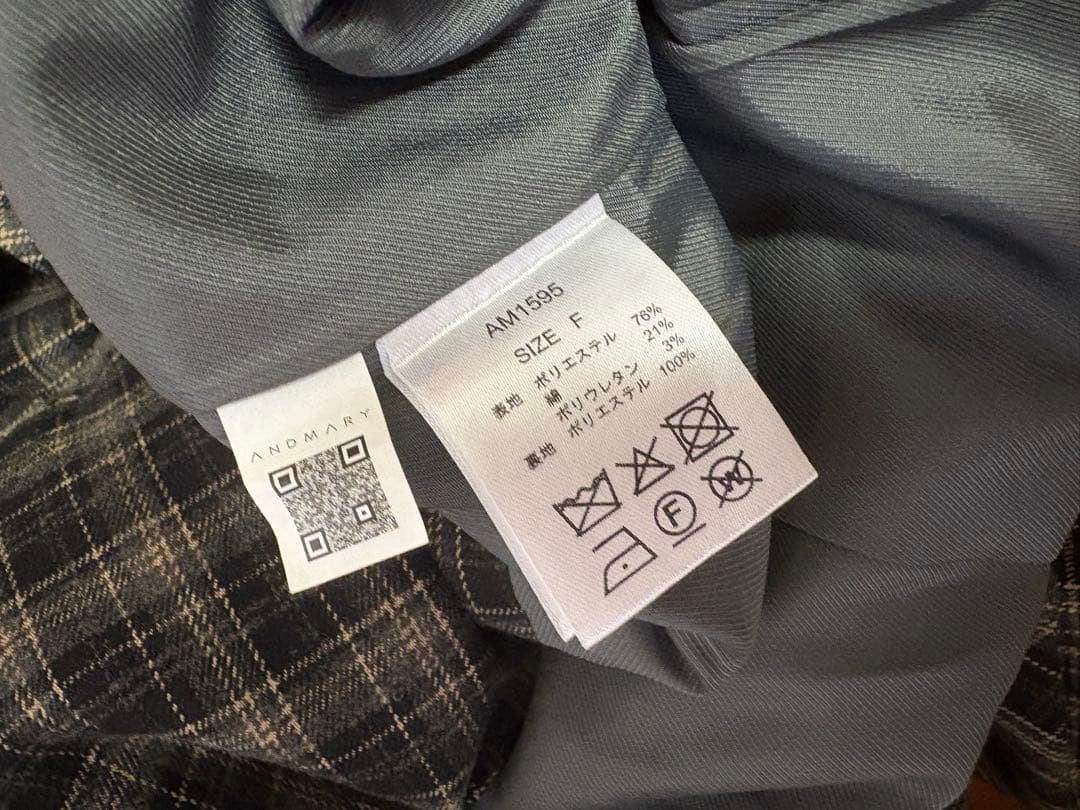 ANDMARY
AM1595
SIZE F
表地 ポリエステル 76%
綿 21%
ポリウレタン 3%
裏地 ポリエステル 100%
F
W